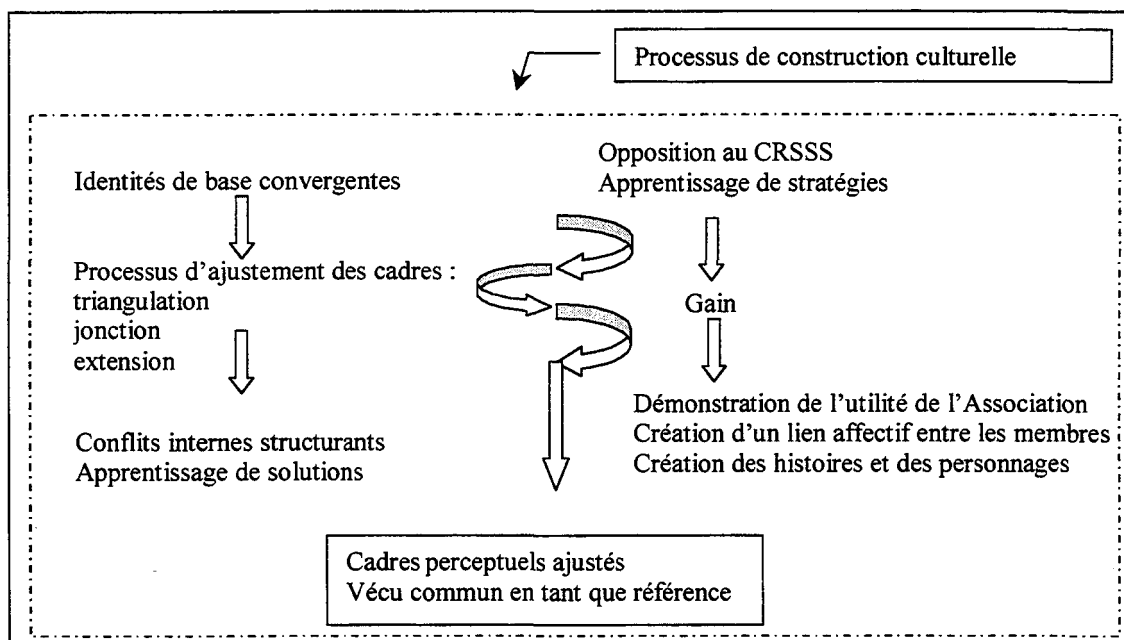 Processus de construction culturelle
Identités de base convergentes
Processus d'ajustement des cadres :
triangulation
jonction
extension
Conflits internes structurants
Apprentissage de solutions
Opposition au CRSSS
Apprentissage de stratégies
Gain
Démonstration de l'utilité de l'Association
Création d'un lien affectif entre les membres
Création des histoires et des personnages
Cadres perceptuels ajustés
Vécu commun en tant que référence